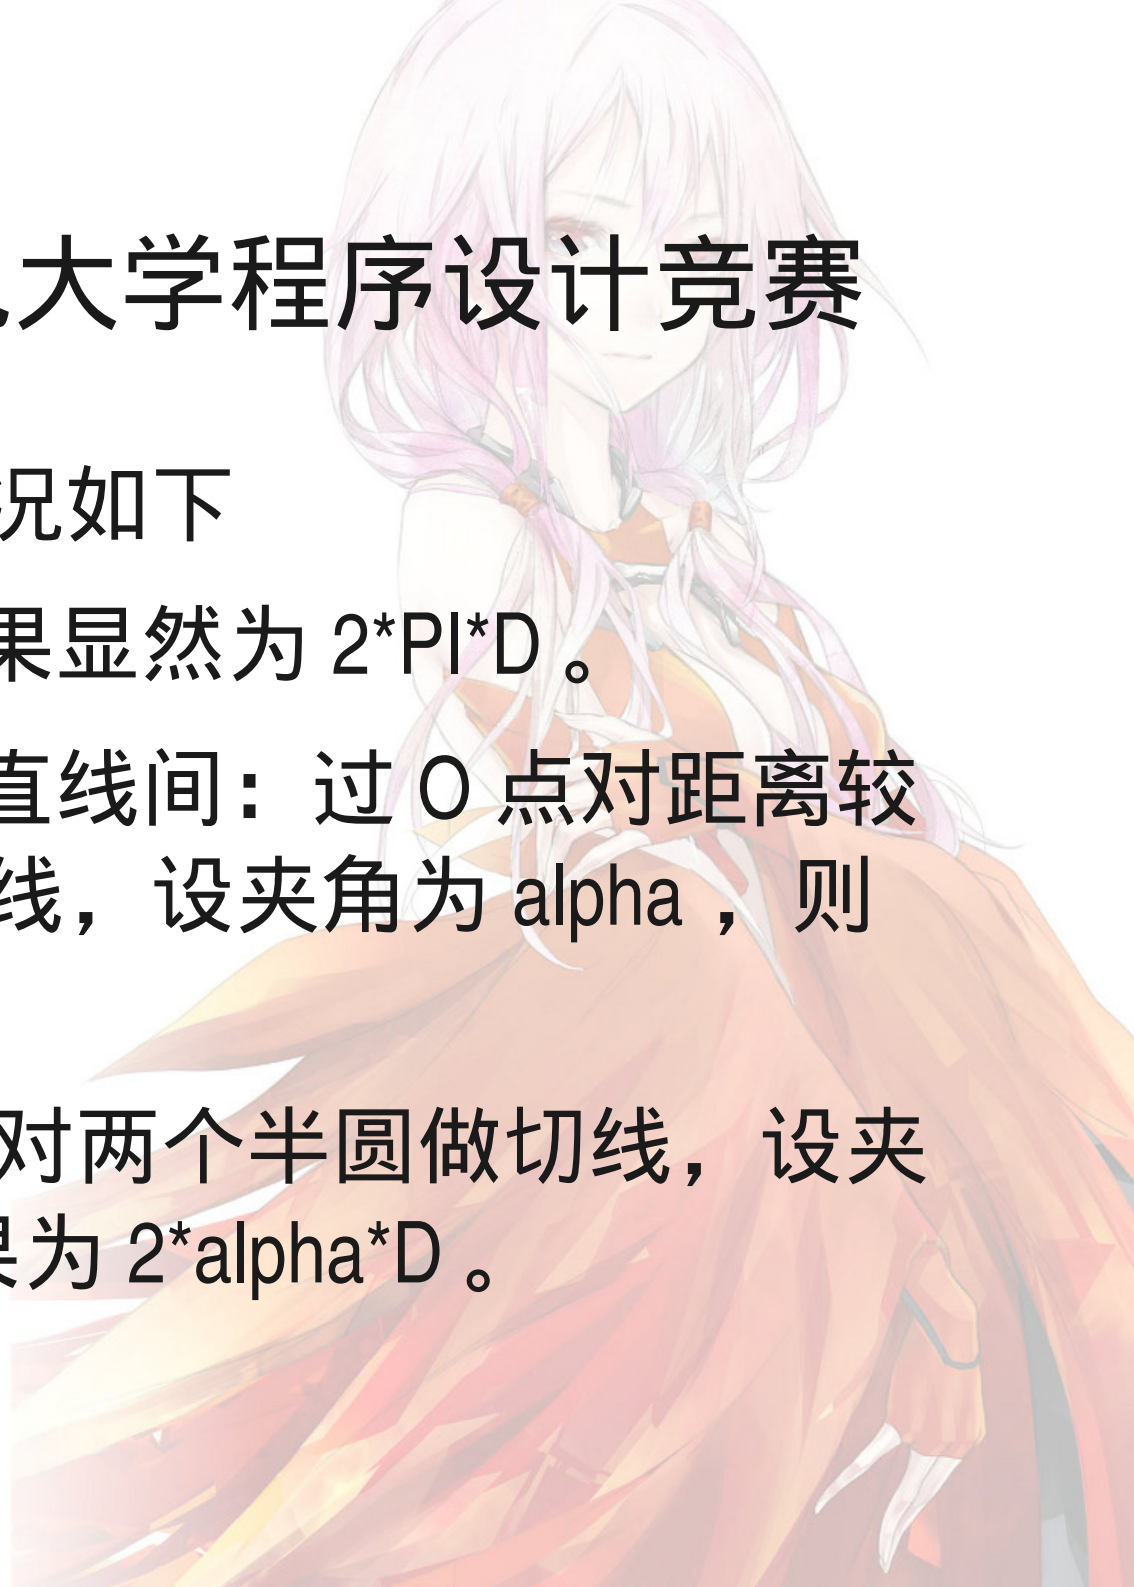 大学程序设计竞赛
况如下
果显然为 2*PI*D 。
直线间：过 O 点对距离较
线，设夹角为 alpha ，则
对两个半圆做切线，设夹
果为 2*alpha*D 。